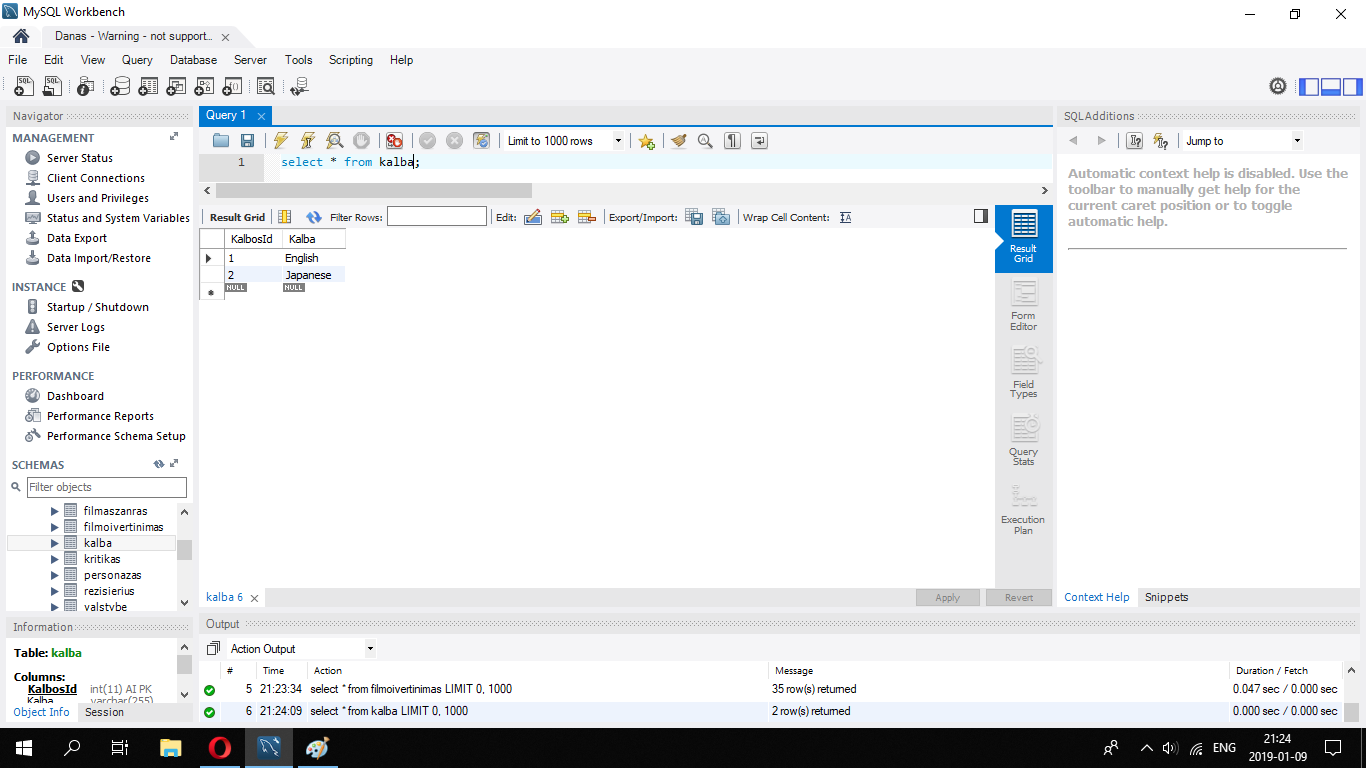 MySQL Workbench
Danas - Warning - not support...
File Edit View Query Database Server Tools Scripting Help
Navigator
MANAGEMENT
Server Status
Client Connections
Users and Privileges
Status and System Variables
Data Export
Data Import/Restore
INSTANCE
Startup / Shutdown
Server Logs
Options File
PERFORMANCE
Dashboard
Performance Reports
Performance Schema Setup
SCHEMAS
Filter objects
filmaszanras
filmoivertinimas
kalba
kritikas
personazas
rezisierius
valstybe
Information
Table: kalba
Columns:
KalbosId int(11) AI PK
Kalba varchar(255)
Object Info Session
Query 1
Limit to 1000 rows
1 select * from kalba;
Result Grid Filter Rows: Edit: Export/Import: Wrap Cell Content:
KalbosId Kalba
1 English
2 Japanese
NULL NULL
Result Grid
Form Editor
Field Types
Query Stats
Execution Plan
kalba 6 Apply Revert
SQLAdditions
Jump to
Automatic context help is disabled. Use the
toolbar to manually get help for the
current caret position or to toggle
automatic help.
Context Help Snippets
Output
Action Output
# Time Action Message Duration / Fetch
5 21:23:34 select * from filmoivertinimas LIMIT 0, 1000 35 row(s) returned 0.047 sec / 0.000 sec
6 21:24:09 select * from kalba LIMIT 0, 1000 2 row(s) returned 0.000 sec / 0.000 sec
ENG
21:24
2019-01-09